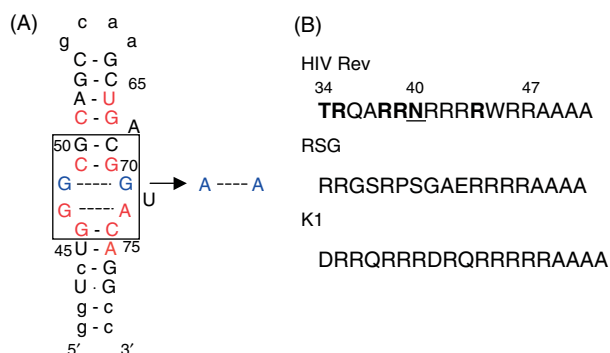 (A)
c a
g a
C - G
G - C 65
A - U
C - G
A
50 G - C
C - G 70
G ----- G A ---- A
U
G ---- A
G - C
45 U - A 75
c - G
U · G
g - c
g - c
5′ 3′
(B)
HIV Rev
34 40 47
TRQARRNRRRRWRRAAAA
RSG
RRGSRPSGAERRRRAAAA
K1
DRRQRRRDRQRRRRRAAAA